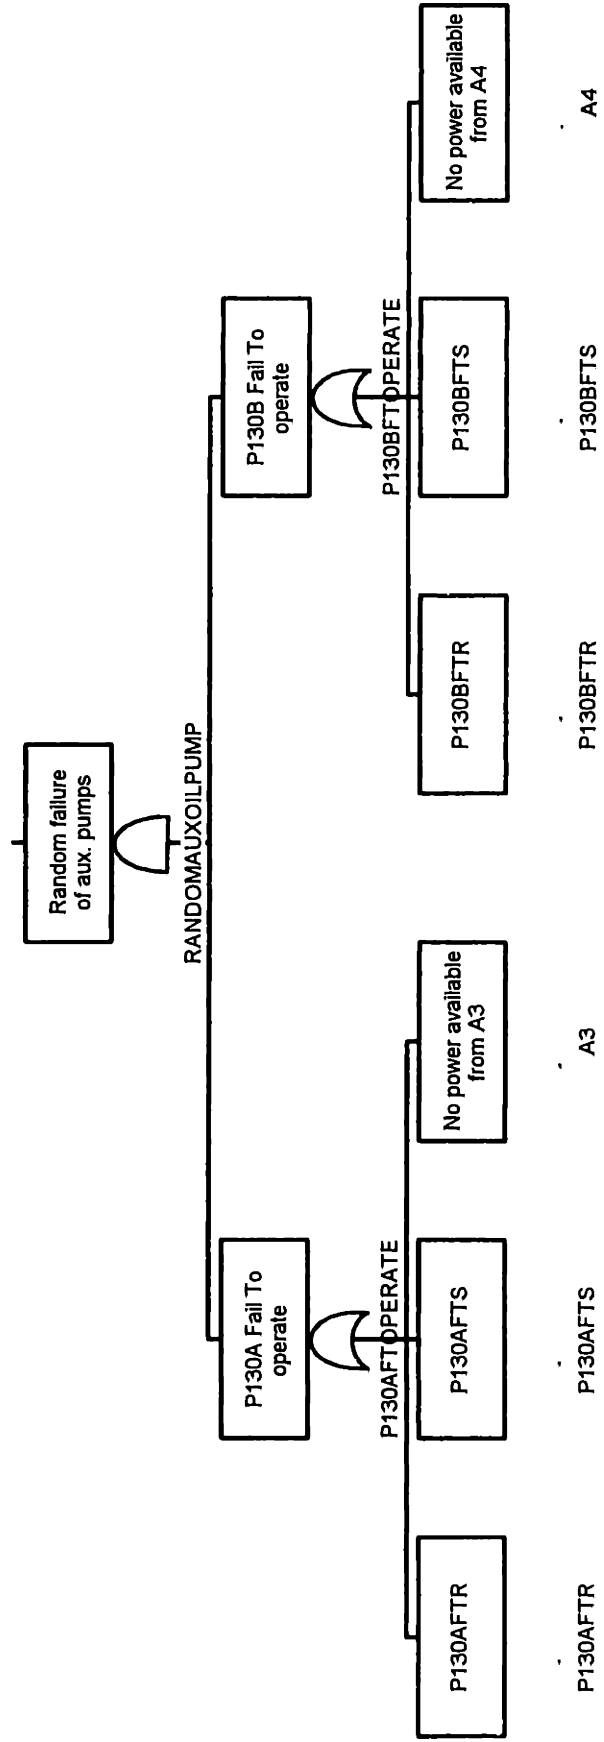 Random failure
of aux. pumps
RANDOMAUXOILPUMP
P130A Fail To
operate
P130B Fail To
operate
P130AFTOPERATE
P130BFTOPERATE
P130AFTR
P130AFTS
No power available
from A3
P130BFTR
P130BFTS
No power available
from A4
P130AFTR
P130AFTS
A3
P130BFTR
P130BFTS
A4